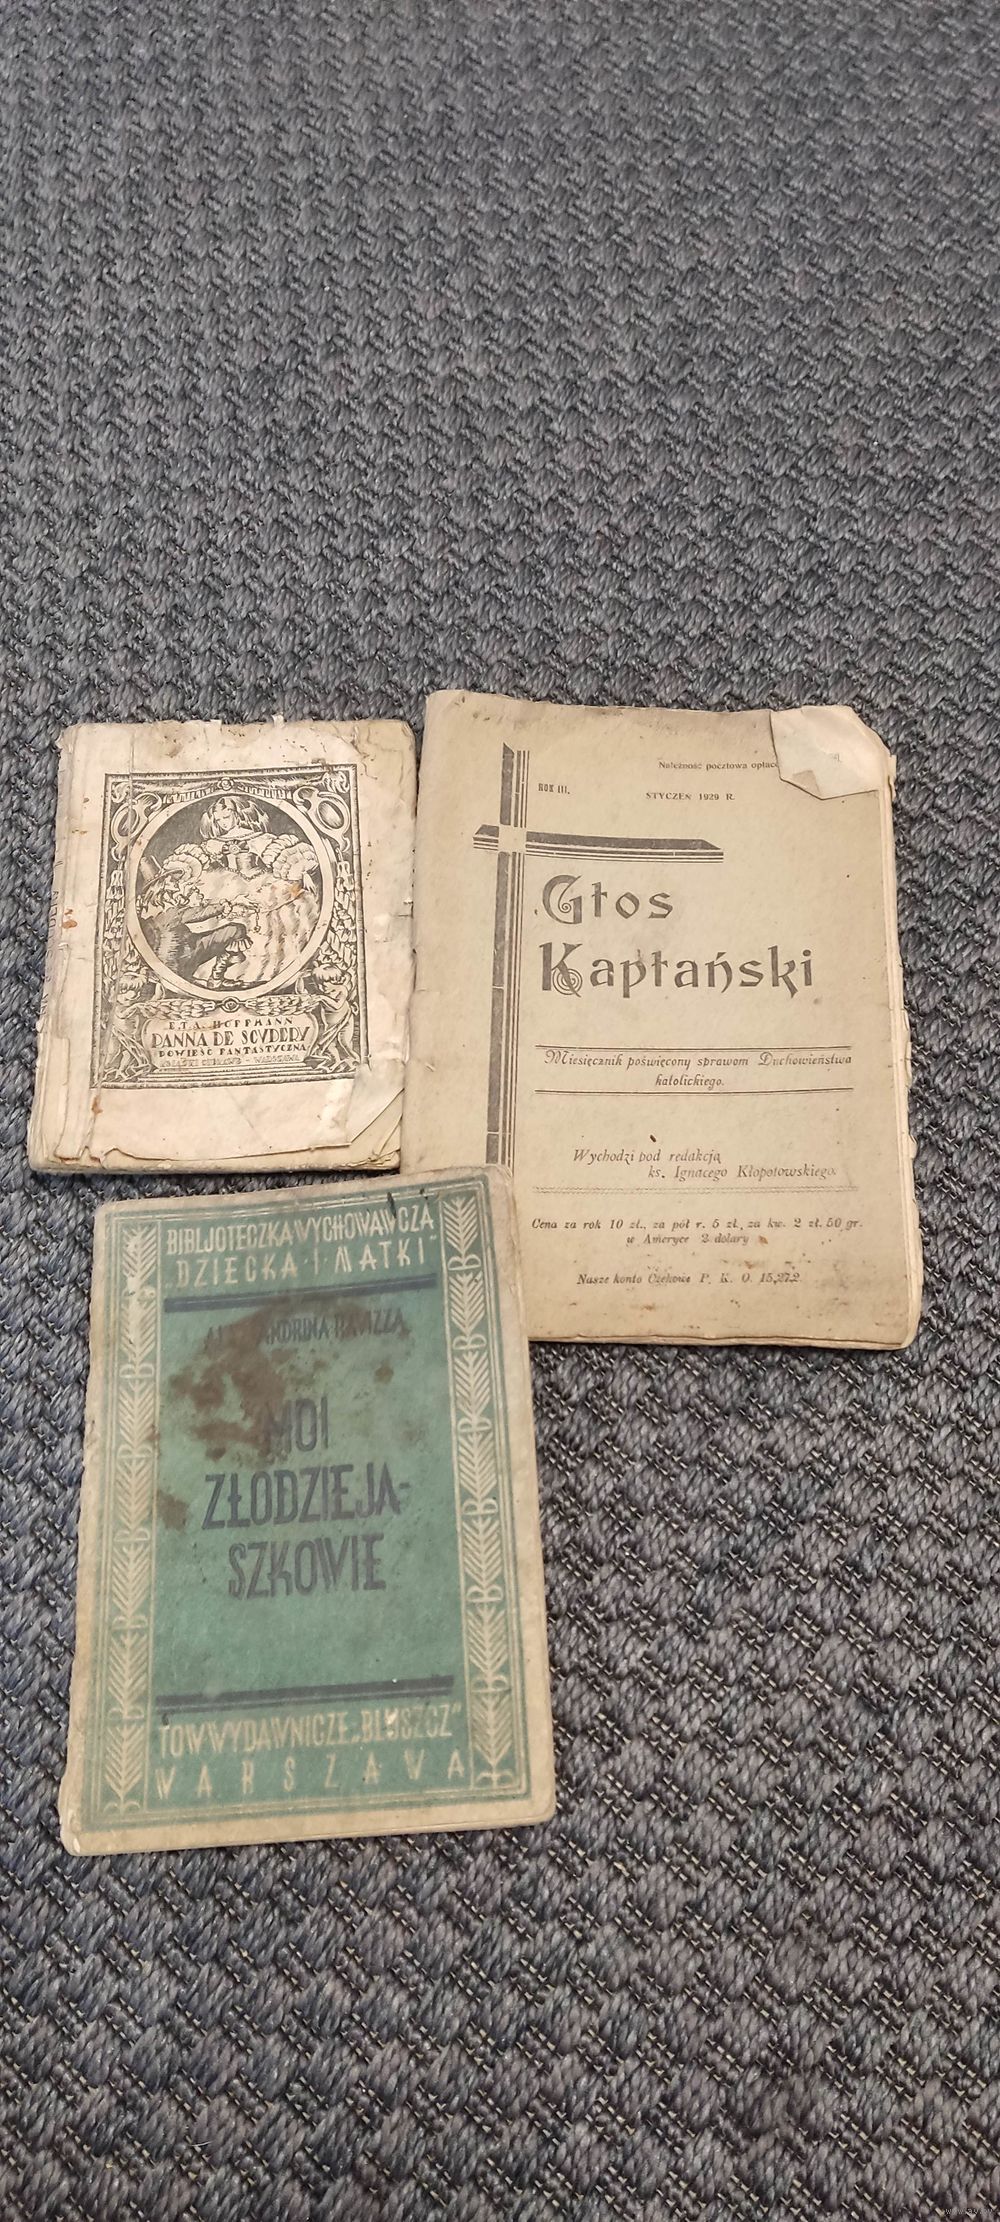 E.T.A. HOFFMANN
PANNA DE SCVDERY
POWIEŚĆ FANTASTYCZNA
WARSZAWA
Należność pocztowa
ROK III.
STYCZEŃ 1929 R.
Głos
Kapłański
Miesięcznik poświęcony sprawom Duchowieństwa
katolickiego.
Wychodzi pod redakcją
ks. Ignacego Kłopotowskiego.
Cena za rok 10 zł., za pół r. 5 zł., za kw. 2 zł. 50 gr.
w Ameryce 2 dolary
Nasze konto Czekowe P. K. O. 15,272
BIBLJOTECZKA WYCHOWAWCZA
„DZIECKA I MATKI"
MOI
ZŁODZIEJA-
SZKOWIE
TOW WYDAWNICZE „BLUSZCZ"
WARSZAWA